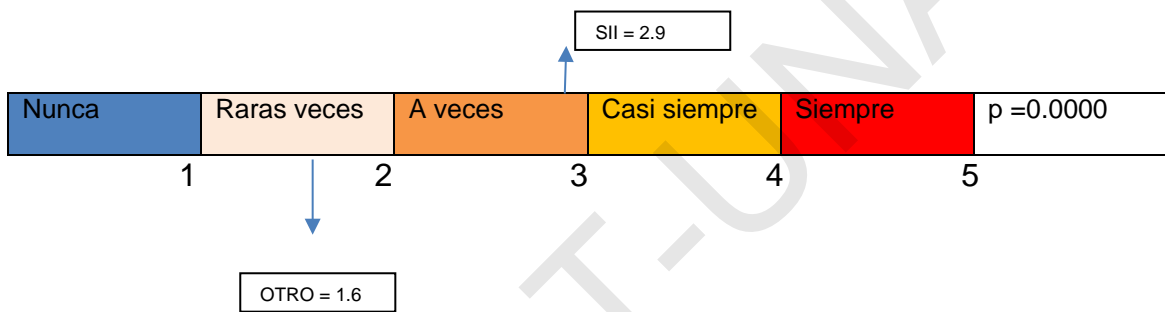 SII = 2.9
Nunca Raras veces A veces Casi siempre Siempre p =0.0000
1 2 3 4 5
OTRO = 1.6
T-UNA